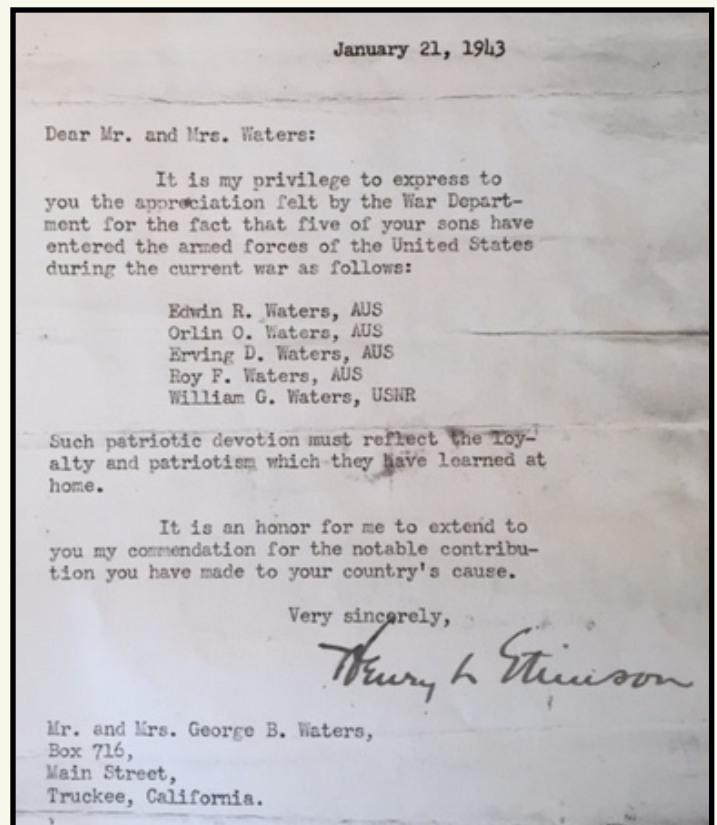 January 21, 1943
Dear Mr. and Mrs. Waters:
It is my privilege to express to
you the appreciation felt by the War Depart-
ment for the fact that five of your sons have
entered the armed forces of the United States
during the current war as follows:
Edwin R. Waters, AUS
Orlin O. Waters, AUS
Erving D. Waters, AUS
Roy F. Waters, AUS
William G. Waters, USNR
Such patriotic devotion must reflect the loy-
alty and patriotism which they have learned at
home.
It is an honor for me to extend to
you my commendation for the notable contribu-
tion you have made to your country's cause.
Very sincerely,
Henry L Stimson
Mr. and Mrs. George B. Waters,
Box 716,
Main Street,
Truckee, California.